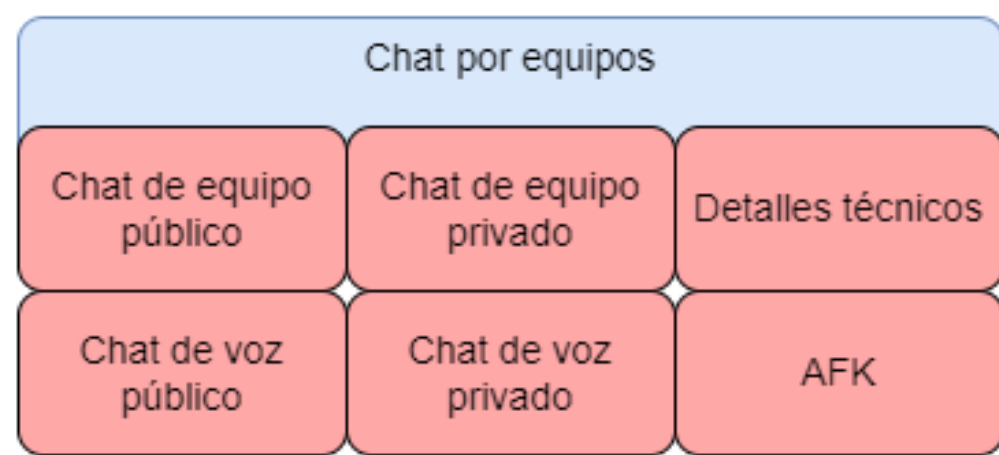 Chat por equipos
Chat de equipo
público
Chat de equipo
privado
Detalles técnicos
Chat de voz
público
Chat de voz
privado
AFK